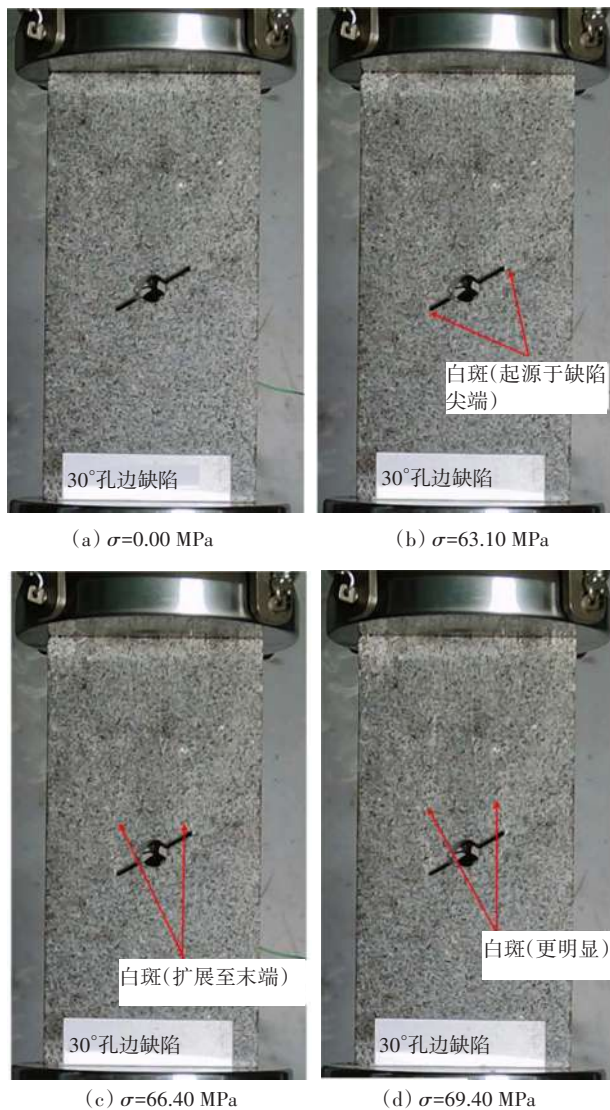 白斑(起源于缺陷
尖端)
30°孔边缺陷
30°孔边缺陷
(a) σ=0.00 MPa
(b) σ=63.10 MPa
白斑(扩展至末端)
白斑(更明显)
30°孔边缺陷
30°孔边缺陷
(c) σ=66.40 MPa
(d) σ=69.40 MPa